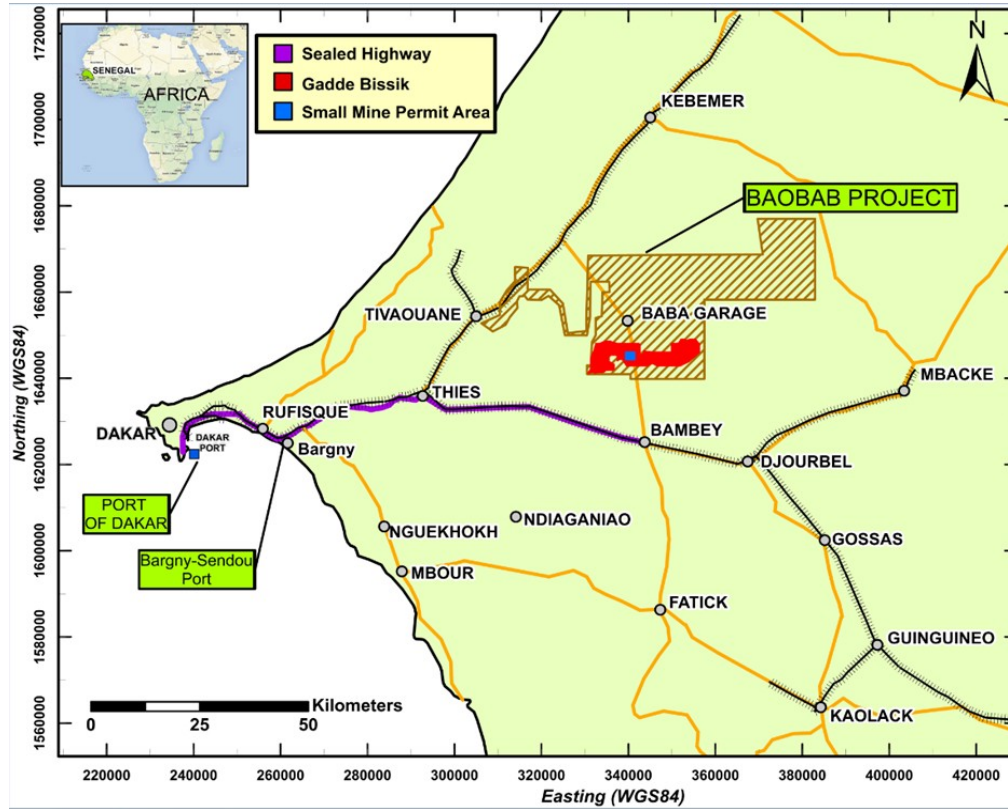 SENEGAL
AFRICA
Sealed Highway
Gadde Bissik
Small Mine Permit Area
N
KEBEMER
BAOBAB PROJECT
TIVAOUANE
BABA GARAGE
MBACKE
THIES
RUFISQUE
DAKAR
DAKAR
PORT
Bargny
BAMBEY
DJOURBEL
PORT
OF DAKAR
NDIAGANIAO
NGUEKHOKH
GOSSAS
Bargny-Sendou
Port
MBOUR
FATICK
GUINGUINEO
KAOLACK
Kilometers
0 25 50
Northing (WGS84)
1720000
1700000
1680000
1660000
1640000
1620000
1600000
1580000
1560000
220000 240000 260000 280000 300000 320000 340000 360000 380000 400000 420000
Easting (WGS84)